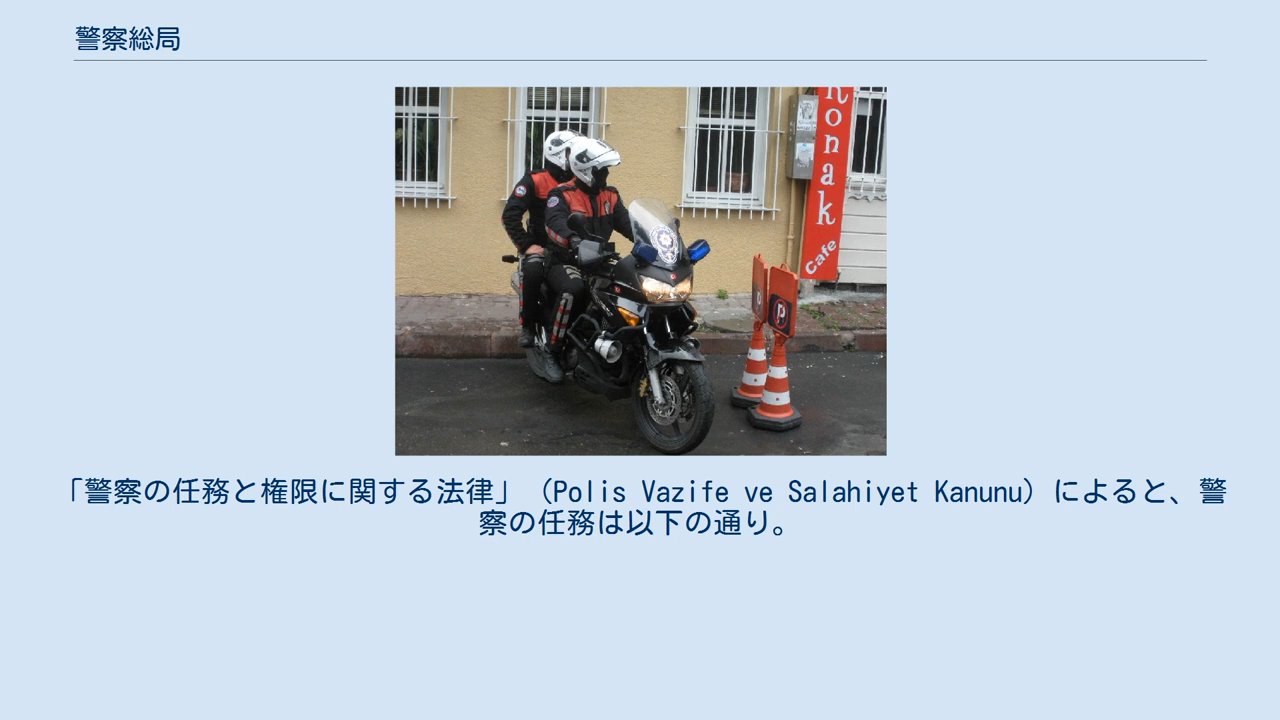 警察総局
konak
Cafe
P
P
「警察の任務と権限に関する法律」（Polis Vazife ve Salahiyet Kanunu）によると、警
察の任務は以下の通り。